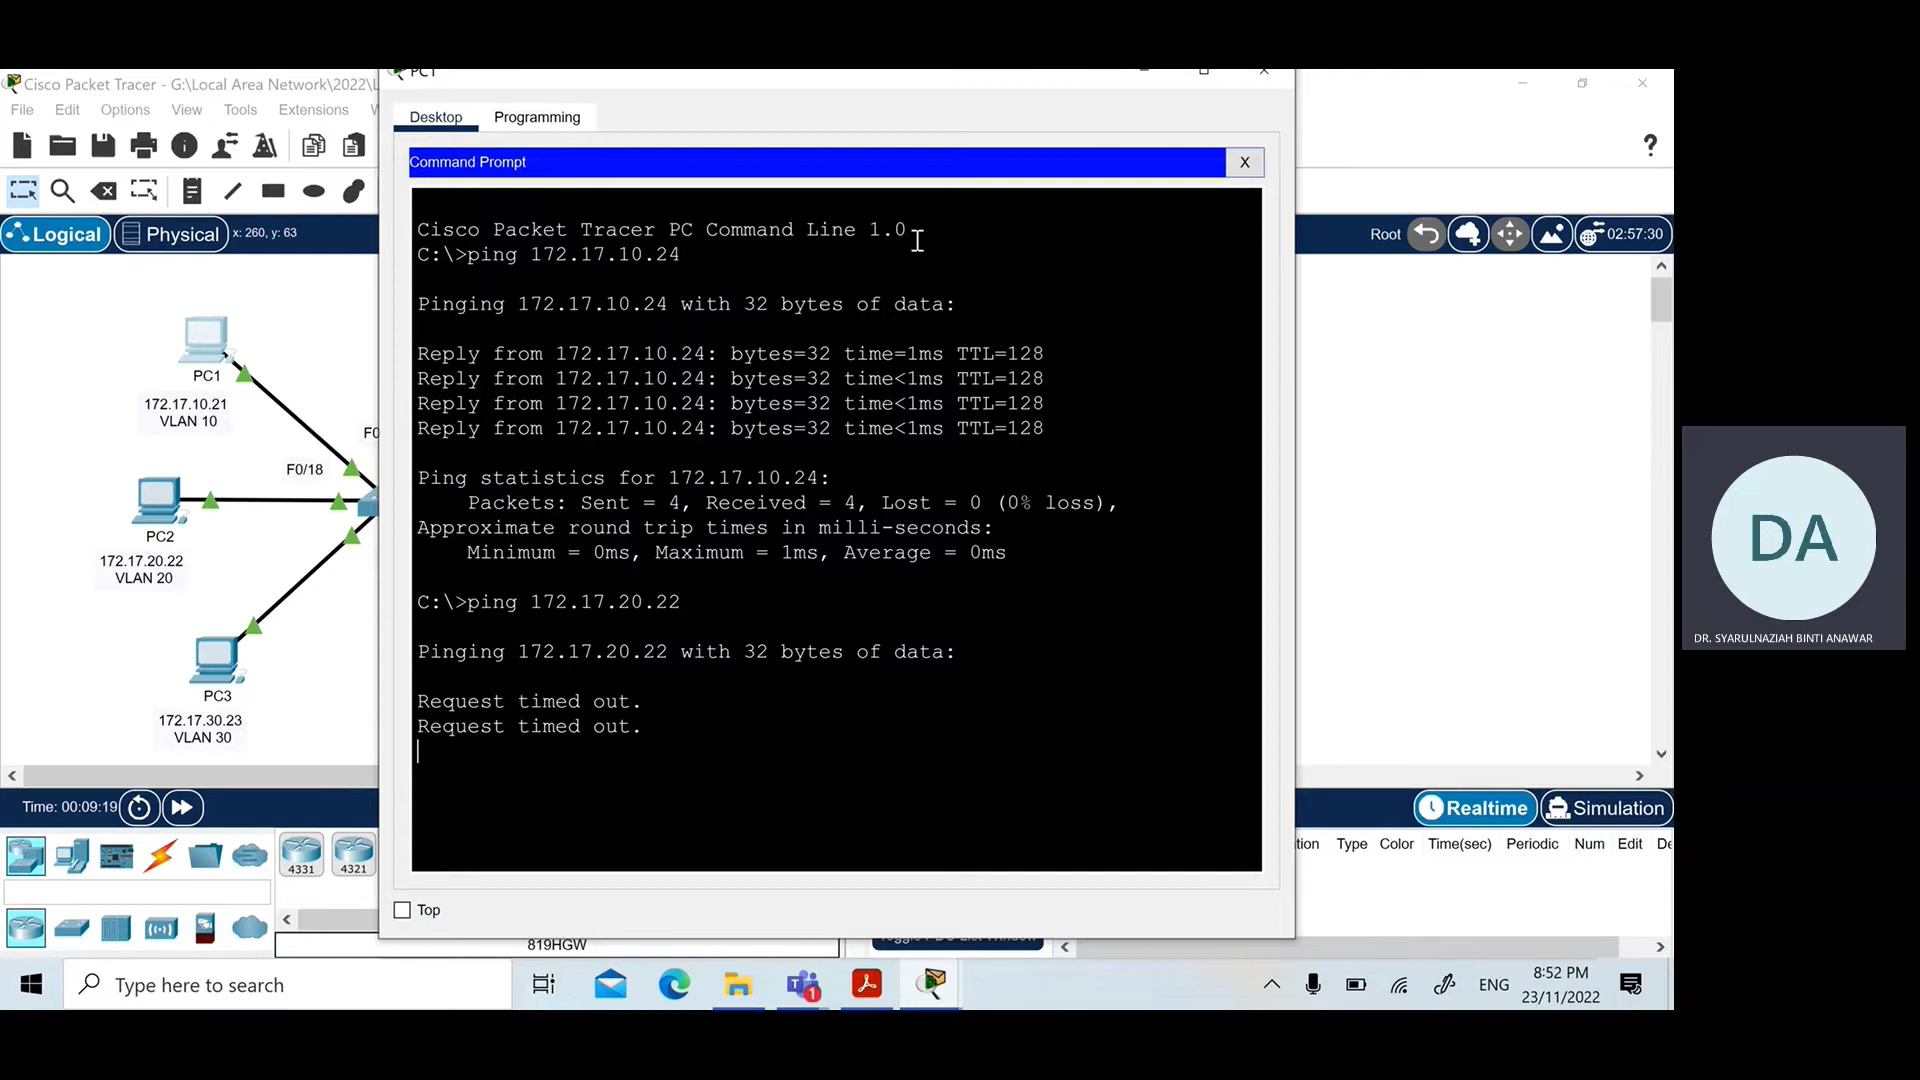 PC1
Cisco Packet Tracer - G:\Local Area Network\2022\L
File Edit Options View Tools Extensions
Desktop Programming
Command Prompt X
?
Logical Physical x: 260, y: 63
Root 02:57:30
Cisco Packet Tracer PC Command Line 1.0
C:\>ping 172.17.10.24
Pinging 172.17.10.24 with 32 bytes of data:
Reply from 172.17.10.24: bytes=32 time=1ms TTL=128
Reply from 172.17.10.24: bytes=32 time<1ms TTL=128
Reply from 172.17.10.24: bytes=32 time<1ms TTL=128
Reply from 172.17.10.24: bytes=32 time<1ms TTL=128
Ping statistics for 172.17.10.24:
Packets: Sent = 4, Received = 4, Lost = 0 (0% loss),
Approximate round trip times in milli-seconds:
Minimum = 0ms, Maximum = 1ms, Average = 0ms
C:\>ping 172.17.20.22
Pinging 172.17.20.22 with 32 bytes of data:
Request timed out.
Request timed out.
PC1
172.17.10.21
VLAN 10
F0
F0/18
PC2
172.17.20.22
VLAN 20
PC3
172.17.30.23
VLAN 30
DA
DR. SYARULNAZIAH BINTI ANAWAR
Time: 00:09:19
Realtime Simulation
4331 4321
tion Type Color Time(sec) Periodic Num Edit De
Top
819HGW
Type here to search
1
ENG
8:52 PM
23/11/2022